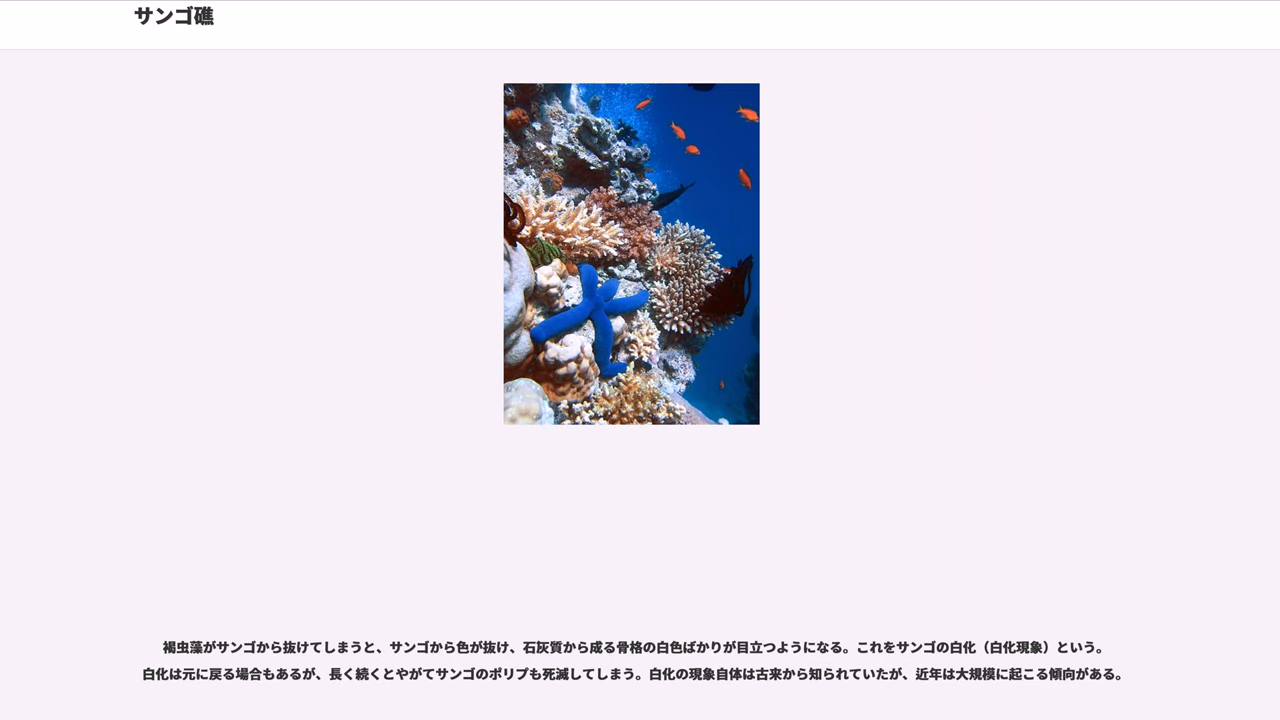 サンゴ礁
褐虫藻がサンゴから抜けてしまうと、サンゴから色が抜け、石灰質から成る骨格の白色ばかりが目立つようになる。これをサンゴの白化（白化現象）という。
白化は元に戻る場合もあるが、長く続くとやがてサンゴのポリプも死滅してしまう。白化の現象自体は古来から知られていたが、近年は大規模に起こる傾向がある。